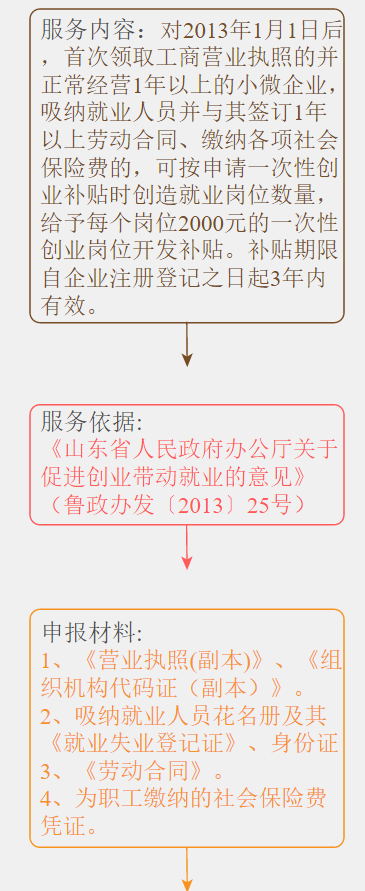 服务内容：对2013年1月1日后
，首次领取工商营业执照的并
正常经营1年以上的小微企业，
吸纳就业人员并与其签订1年
以上劳动合同、缴纳各项社会
保险费的，可按申请一次性创
业补贴时创造就业岗位数量，
给予每个岗位2000元的一次性
创业岗位开发补贴。补贴期限
自企业注册登记之日起3年内
有效。
服务依据:
《山东省人民政府办公厅关于
促进创业带动就业的意见》
（鲁政办发〔2013〕25号）
申报材料:
1、《营业执照(副本)》、《组
织机构代码证（副本）》。
2、吸纳就业人员花名册及其
《就业失业登记证》、身份证
3、《劳动合同》。
4、为职工缴纳的社会保险费
凭证。